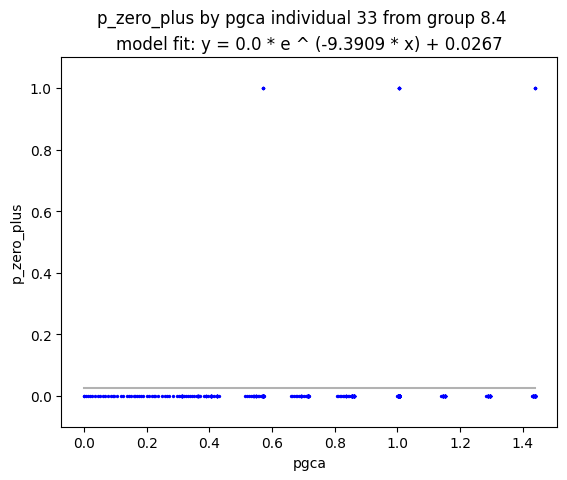 p_zero_plus by pgca individual 33 from group 8.4
model fit: y = 0.0 * e ^ (-9.3909 * x) + 0.0267
1.0
0.8
0.6
0.4
0.2
0.0
p_zero_plus
0.0 0.2 0.4 0.6 0.8 1.0 1.2 1.4
pgca